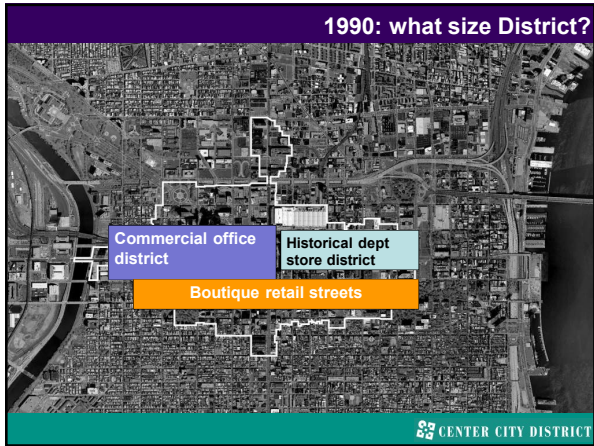 1990: what size District?
Commercial office
district
Historical dept
store district
Boutique retail streets
CENTER CITY DISTRICT